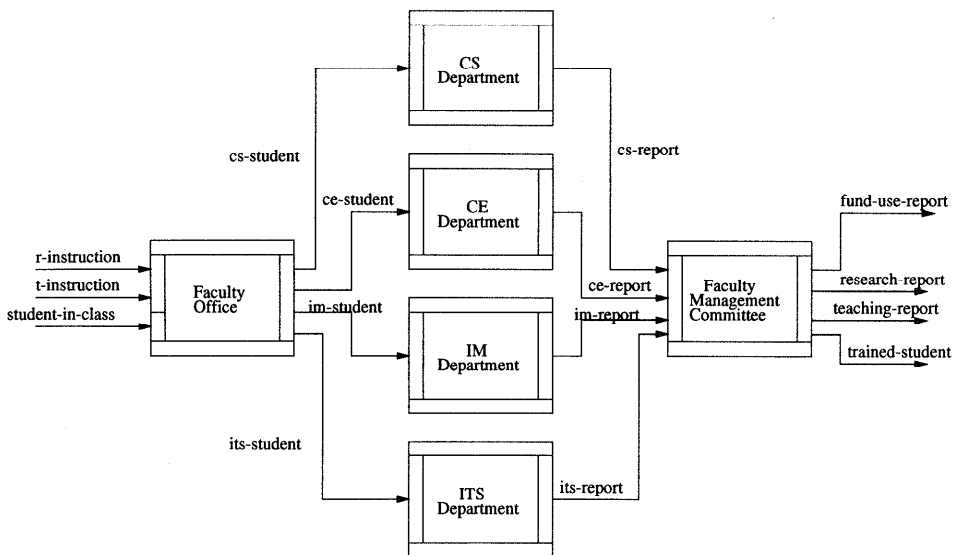 CS
Department
cs-student
cs-report
ce-student
CE
Department
fund-use-report
r-instruction
t-instruction
student-in-class
Faculty
Office
im-student
ce-report
im-report
Faculty
Management
Committee
research-report
teaching-report
trained-student
IM
Department
its-student
ITS
Department
its-report